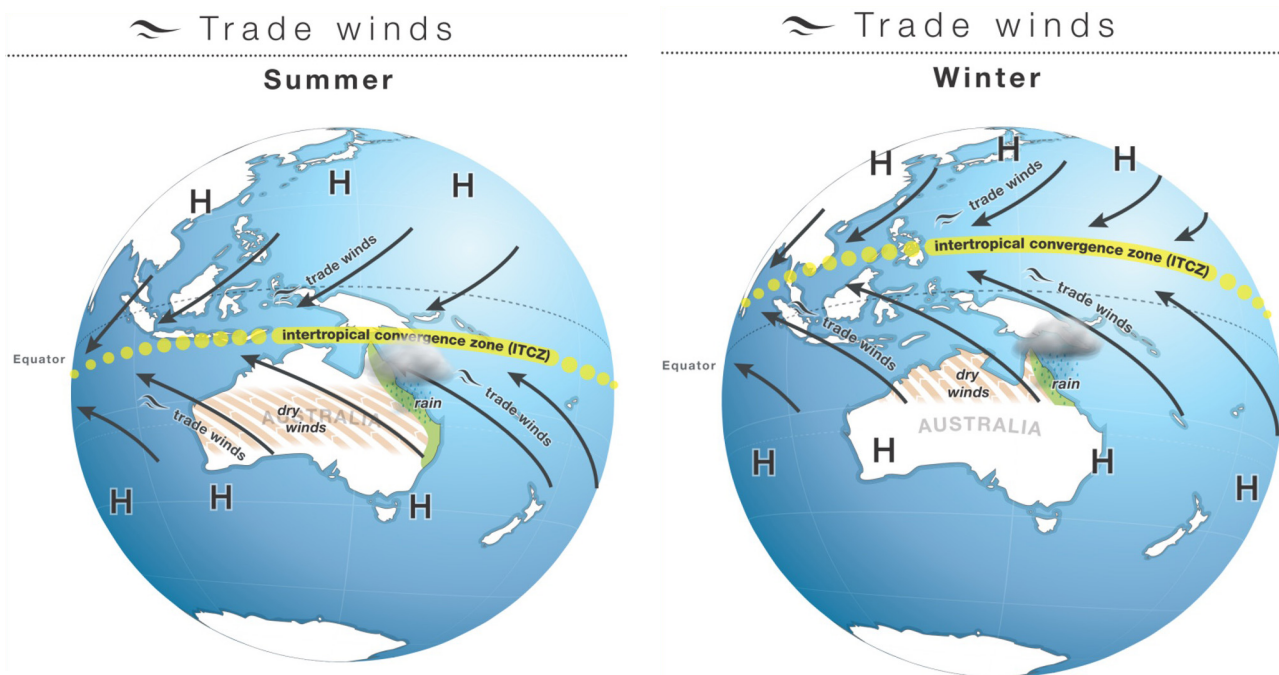 Trade winds
Summer
H
H
H
trade winds
intertropical convergence zone (ITCZ)
Equator
rain
dry
winds
AUSTRALIA
trade winds
trade winds
H
H
H
Trade winds
Winter
H
H
H
trade winds
intertropical convergence zone (ITCZ)
trade winds
trade winds
Equator
dry
winds
rain
AUSTRALIA
H
H
H
H